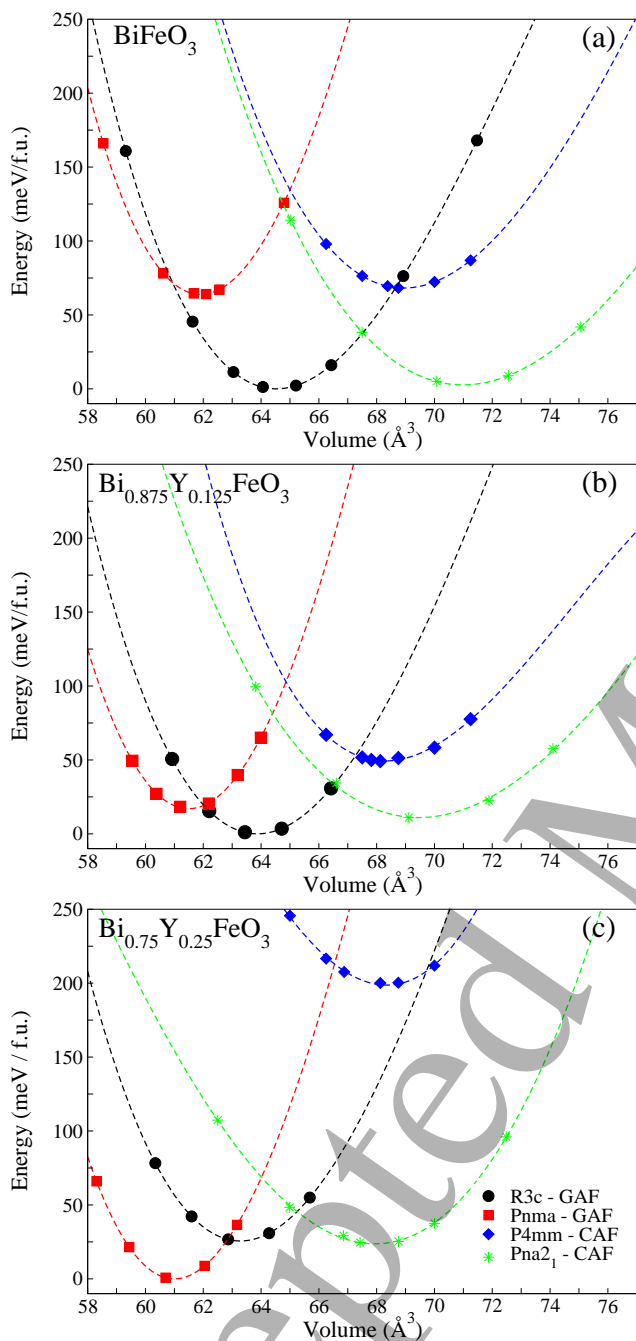 BiFeO₃ (a)
250
200
150
100
50
0
Energy (meV/f.u.)
58 60 62 64 66 68 70 72 74 76
Volume (Å³)
Bi₀.₈₇₅Y₀.₁₂₅FeO₃ (b)
250
200
150
100
50
0
Energy (meV/f.u.)
58 60 62 64 66 68 70 72 74 76
Volume (Å³)
Bi₀.₇₅Y₀.₂₅FeO₃ (c)
250
200
150
100
50
0
Energy (meV / f.u.)
R3c - GAF
Pnma - GAF
P4mm - CAF
Pna2₁ - CAF
58 60 62 64 66 68 70 72 74 76
Volume (Å³)
epted M